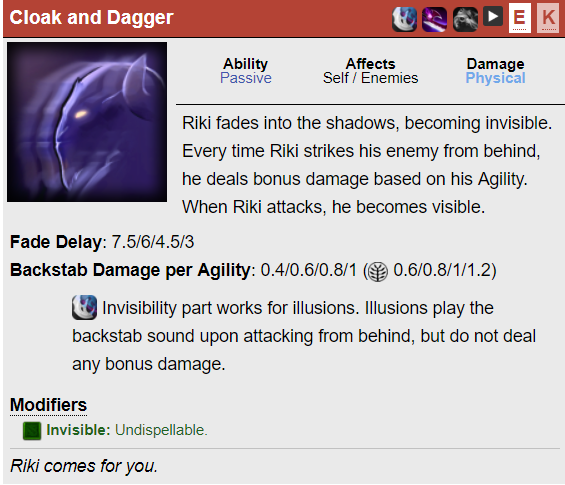 Cloak and Dagger E K
Ability Affects Damage
Passive Self / Enemies Physical
Riki fades into the shadows, becoming invisible.
Every time Riki strikes his enemy from behind,
he deals bonus damage based on his Agility.
When Riki attacks, he becomes visible.
Fade Delay: 7.5/6/4.5/3
Backstab Damage per Agility: 0.4/0.6/0.8/1 ( 0.6/0.8/1/1.2)
Invisibility part works for illusions. Illusions play the
backstab sound upon attacking from behind, but do not deal
any bonus damage.
Modifiers
Invisible: Undispellable.
Riki comes for you.